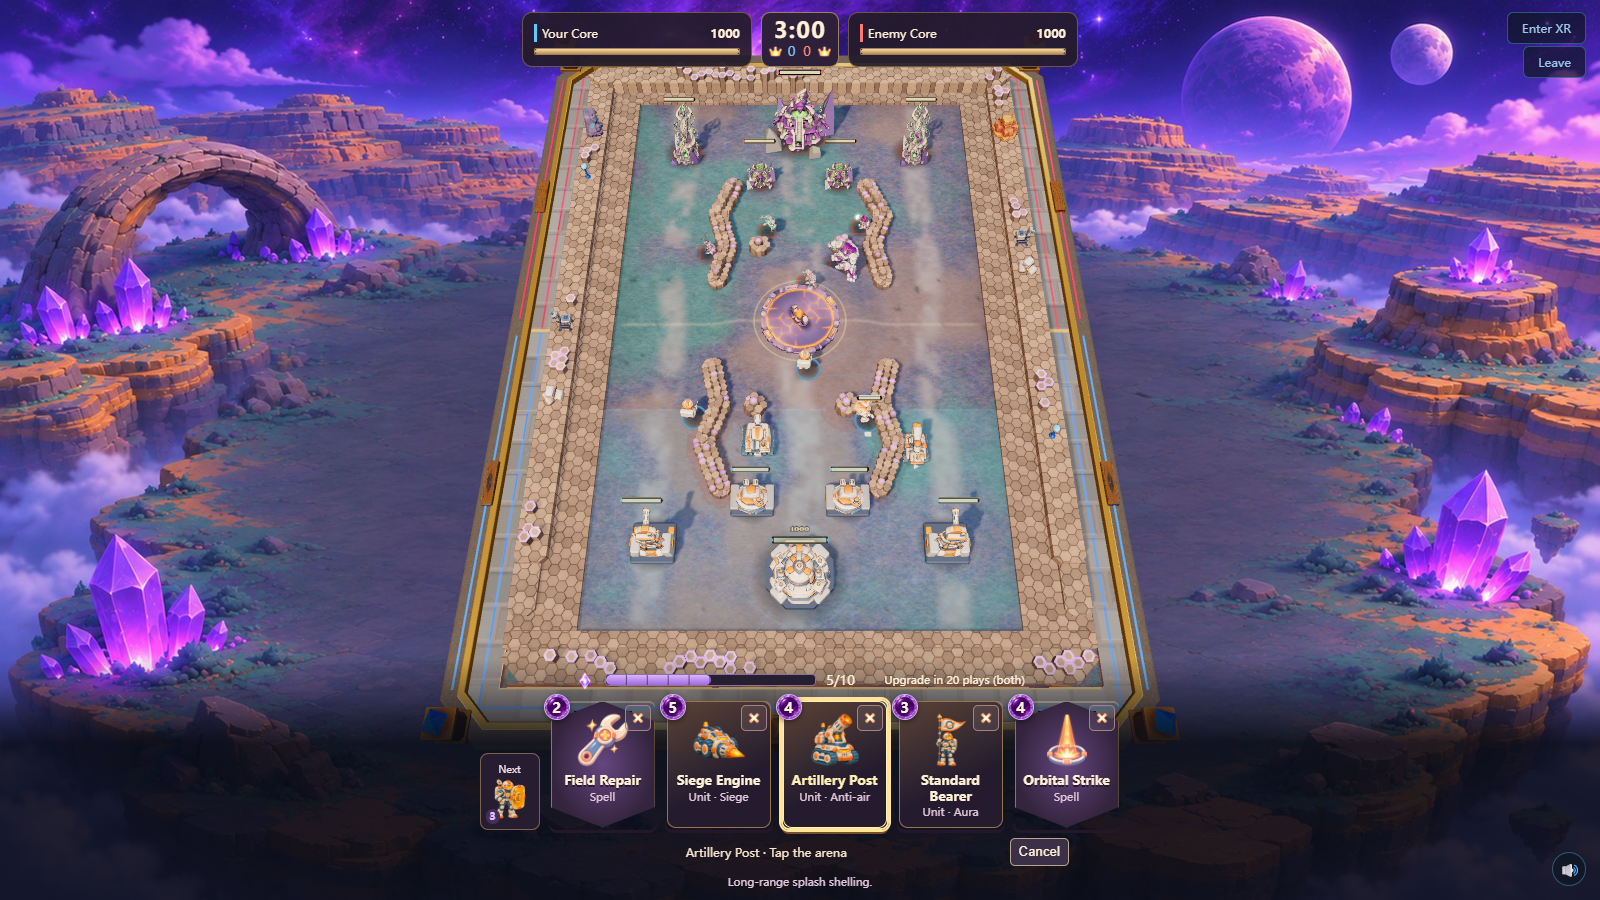 Your Core 1000
3:00
0 0
Enemy Core 1000
Enter XR
Leave
1000
5/10
Upgrade in 20 plays (both)
Next
3
2
Field Repair
Spell
5
Siege Engine
Unit · Siege
4
Artillery Post
Unit · Anti-air
3
Standard
Bearer
Unit · Aura
4
Orbital Strike
Spell
Artillery Post · Tap the arena
Cancel
Long-range splash shelling.